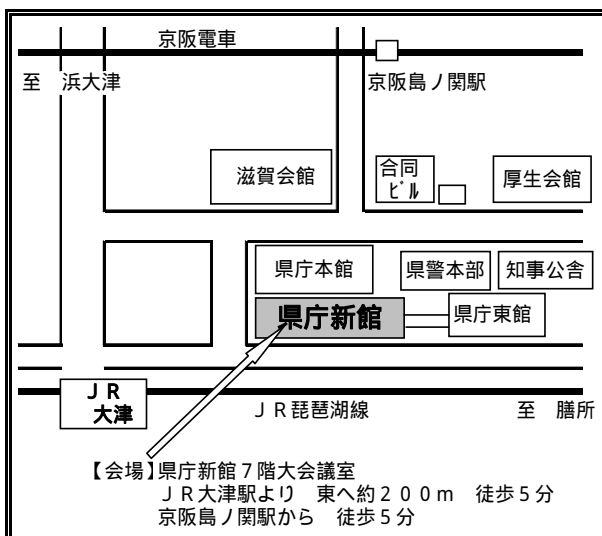 京阪電車
至　浜大津
京阪島ノ関駅
滋賀会館
合同
ビル
厚生会館
県庁本館
県警本部
知事公舎
県庁新館
県庁東館
ＪＲ
大津
ＪＲ琵琶湖線
至　膳所
【会場】県庁新館７階大会議室
ＪＲ大津駅より　東へ約２００ｍ　徒歩５分
京阪島ノ関駅から　徒歩５分